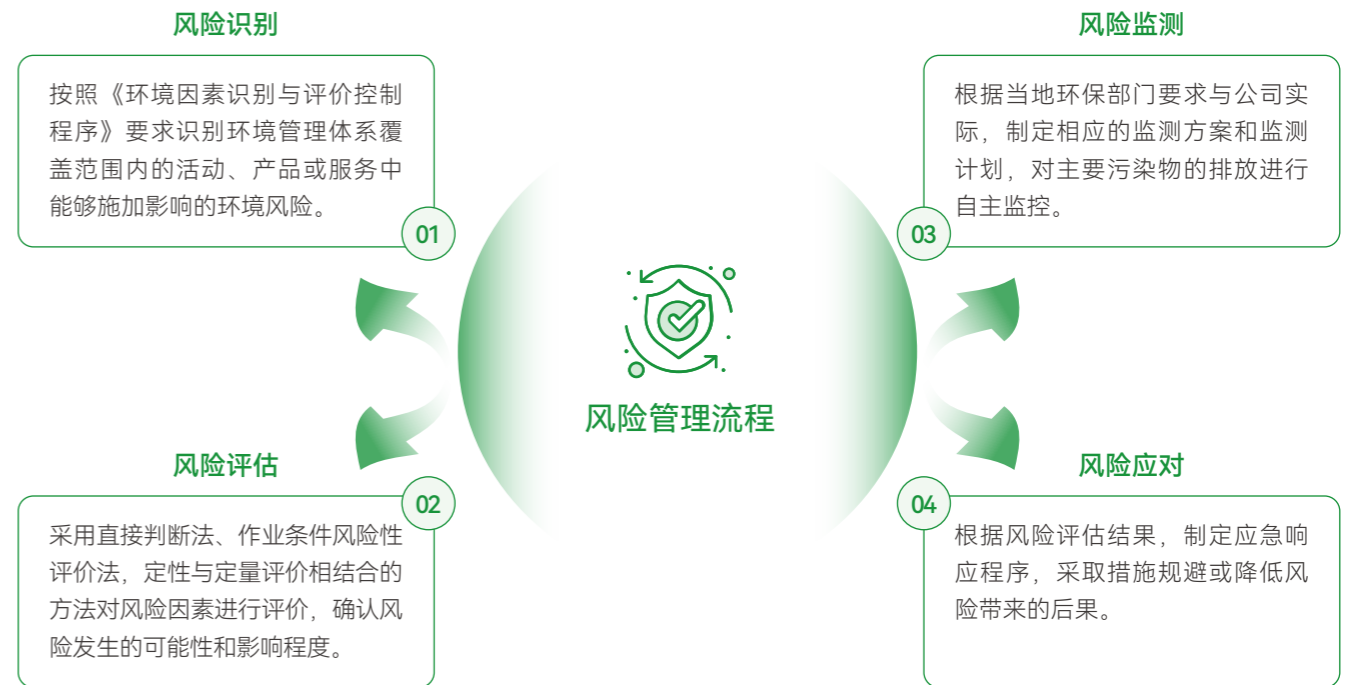 风险识别
按照《环境因素识别与评价控制
程序》要求识别环境管理体系覆
盖范围内的活动、产品或服务中
能够施加影响的环境风险。
01
风险评估
02
采用直接判断法、作业条件风险性
评价法，定性与定量评价相结合的
方法对风险因素进行评价，确认风
险发生的可能性和影响程度。
风险管理流程
风险监测
根据当地环保部门要求与公司实
际，制定相应的监测方案和监测
计划，对主要污染物的排放进行
自主监控。
03
风险应对
04
根据风险评估结果，制定应急响
应程序，采取措施规避或降低风
险带来的后果。